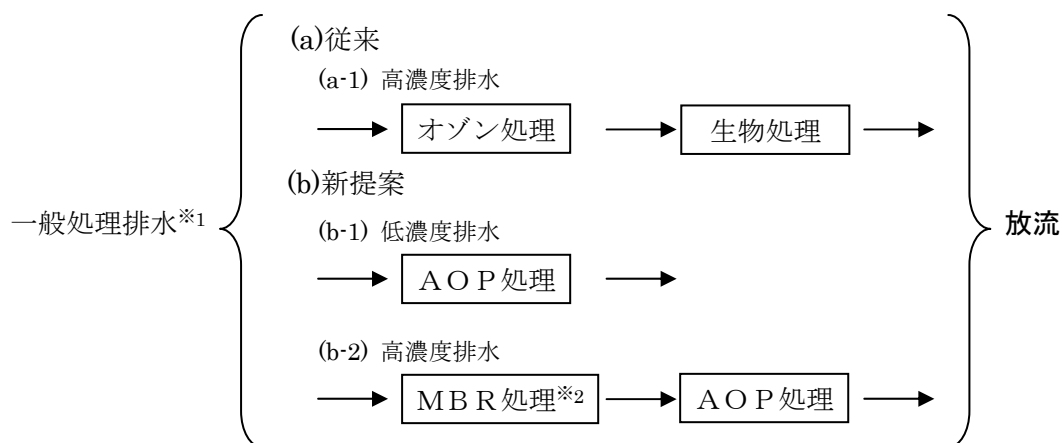 (a)従来
(a-1) 高濃度排水
オゾン処理 生物処理
(b)新提案
一般処理排水※1 放流
(b-1) 低濃度排水
AOP処理
(b-2) 高濃度排水
MBR処理※2 AOP処理